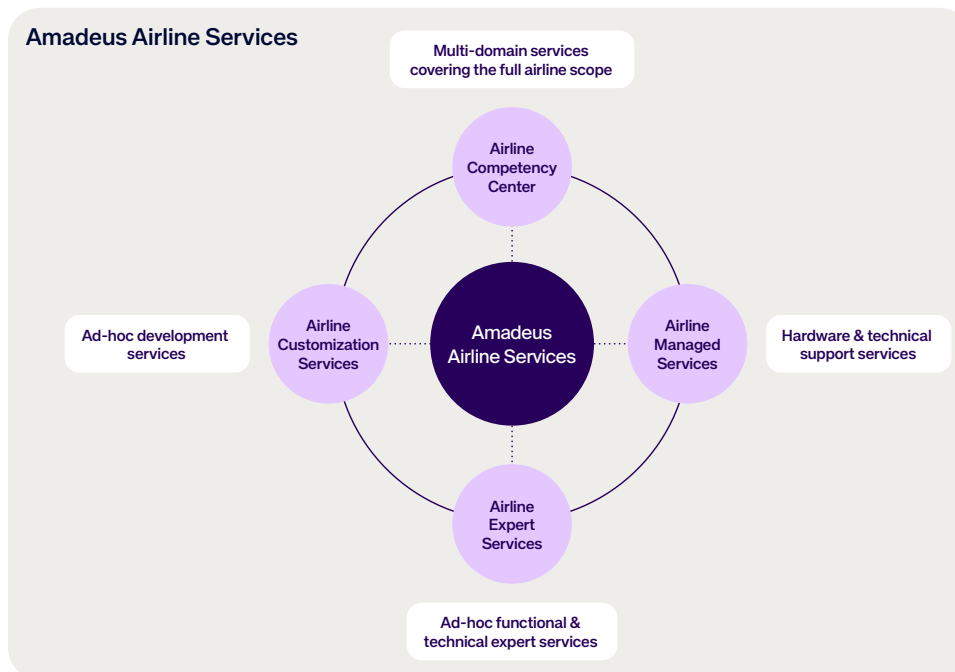 Amadeus Airline Services
Multi-domain services
covering the full airline scope
Airline
Competency
Center
Ad-hoc development
services
Airline
Customization
Services
Amadeus
Airline Services
Airline
Managed
Services
Hardware & technical
support services
Airline
Expert
Services
Ad-hoc functional &
technical expert services